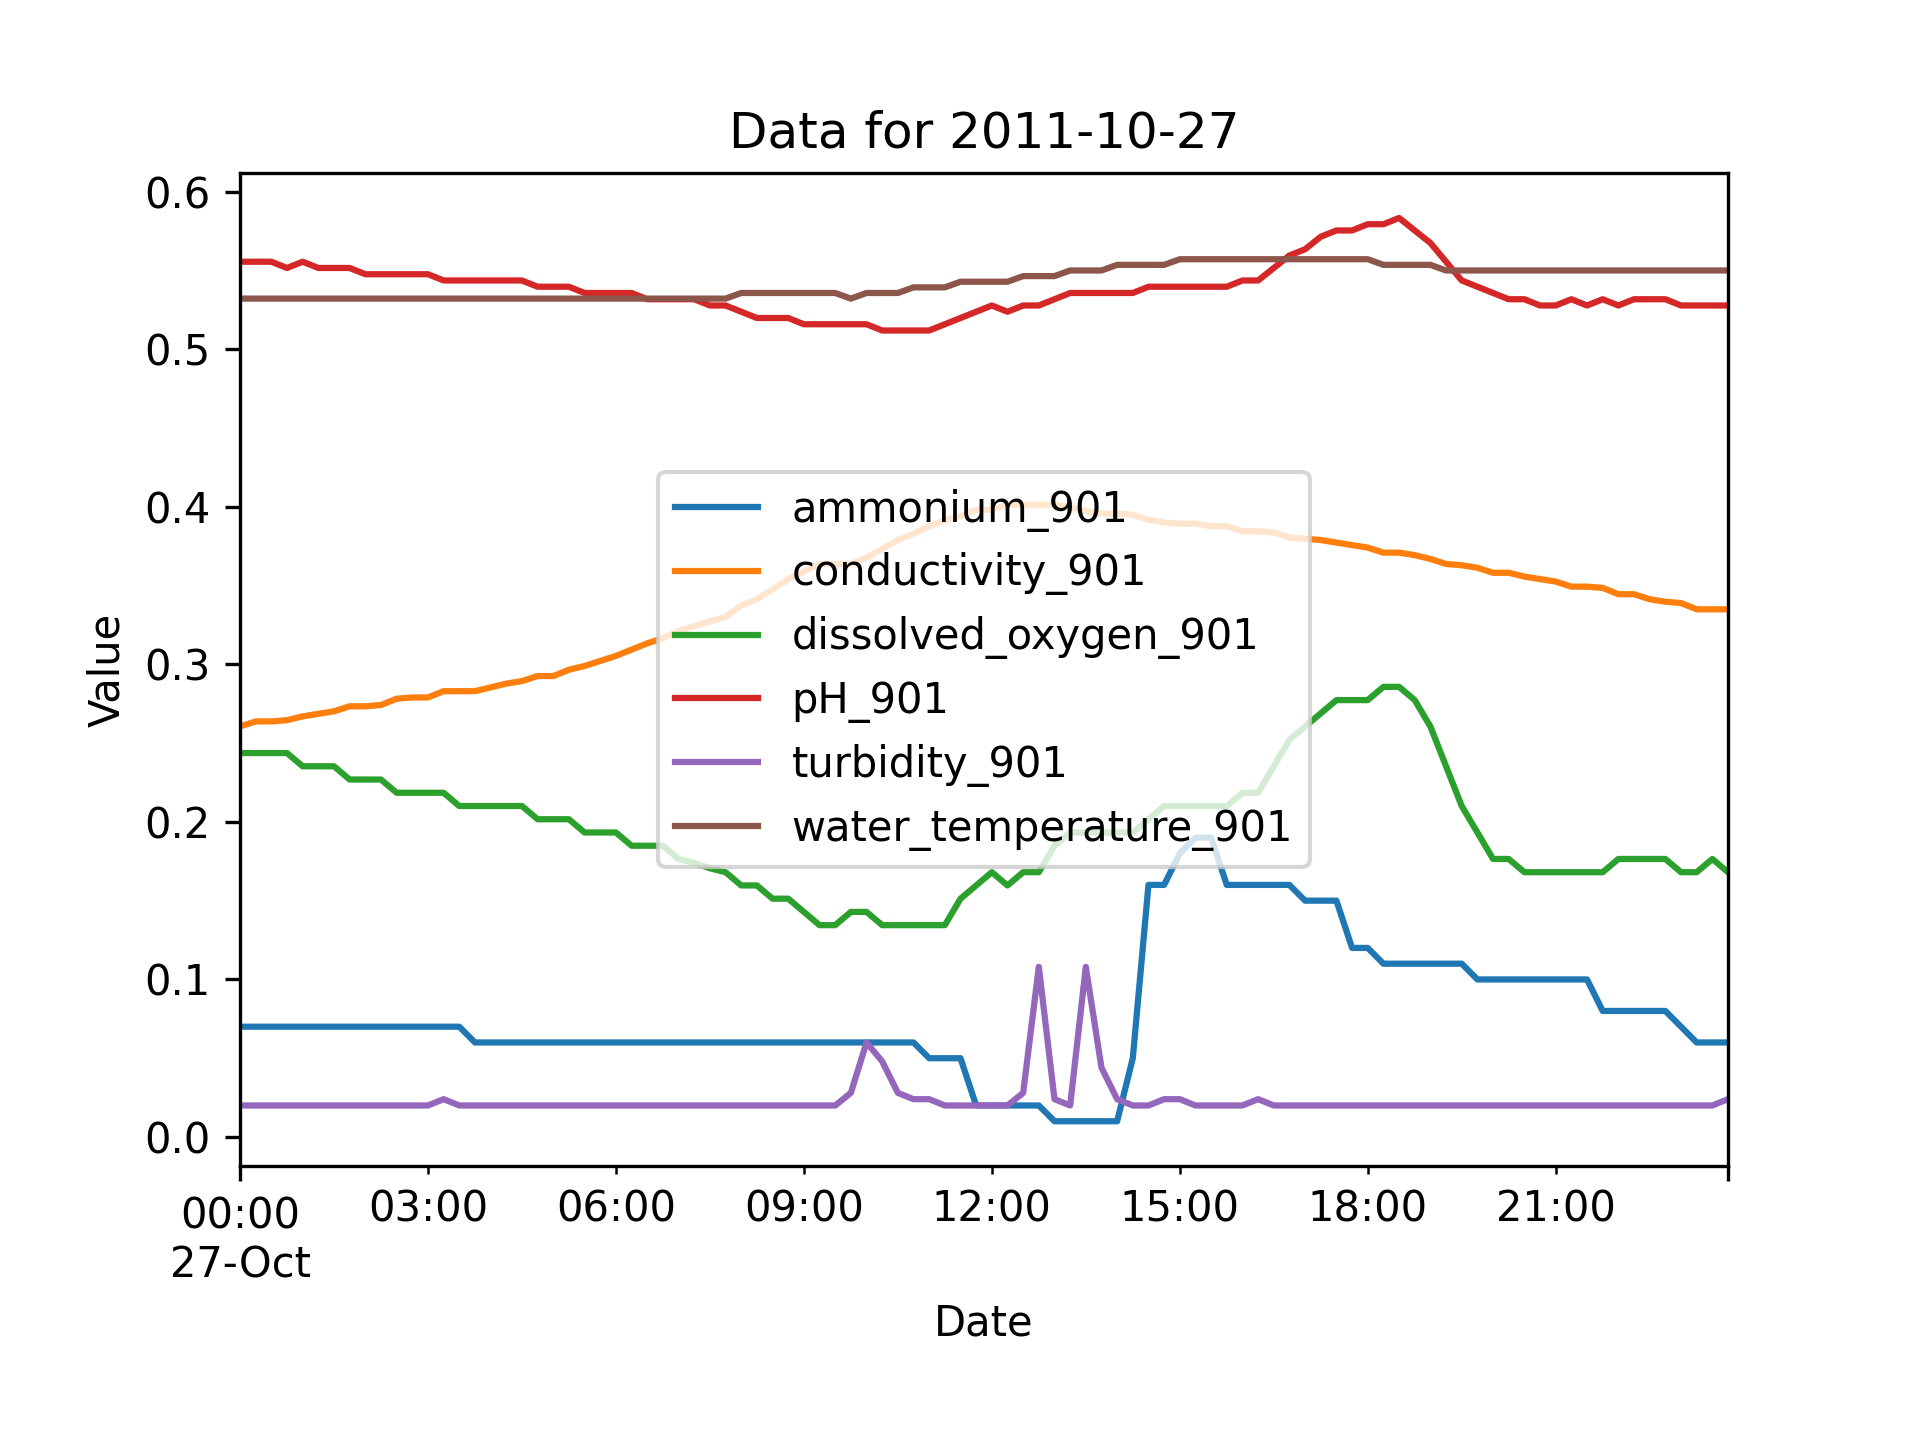 Data for 2011-10-27
0.6
0.5
0.4
0.3
0.2
0.1
0.0
Value
ammonium_901
conductivity_901
dissolved_oxygen_901
pH_901
turbidity_901
water_temperature_901
00:00 03:00 06:00 09:00 12:00 15:00 18:00 21:00
27-Oct
Date